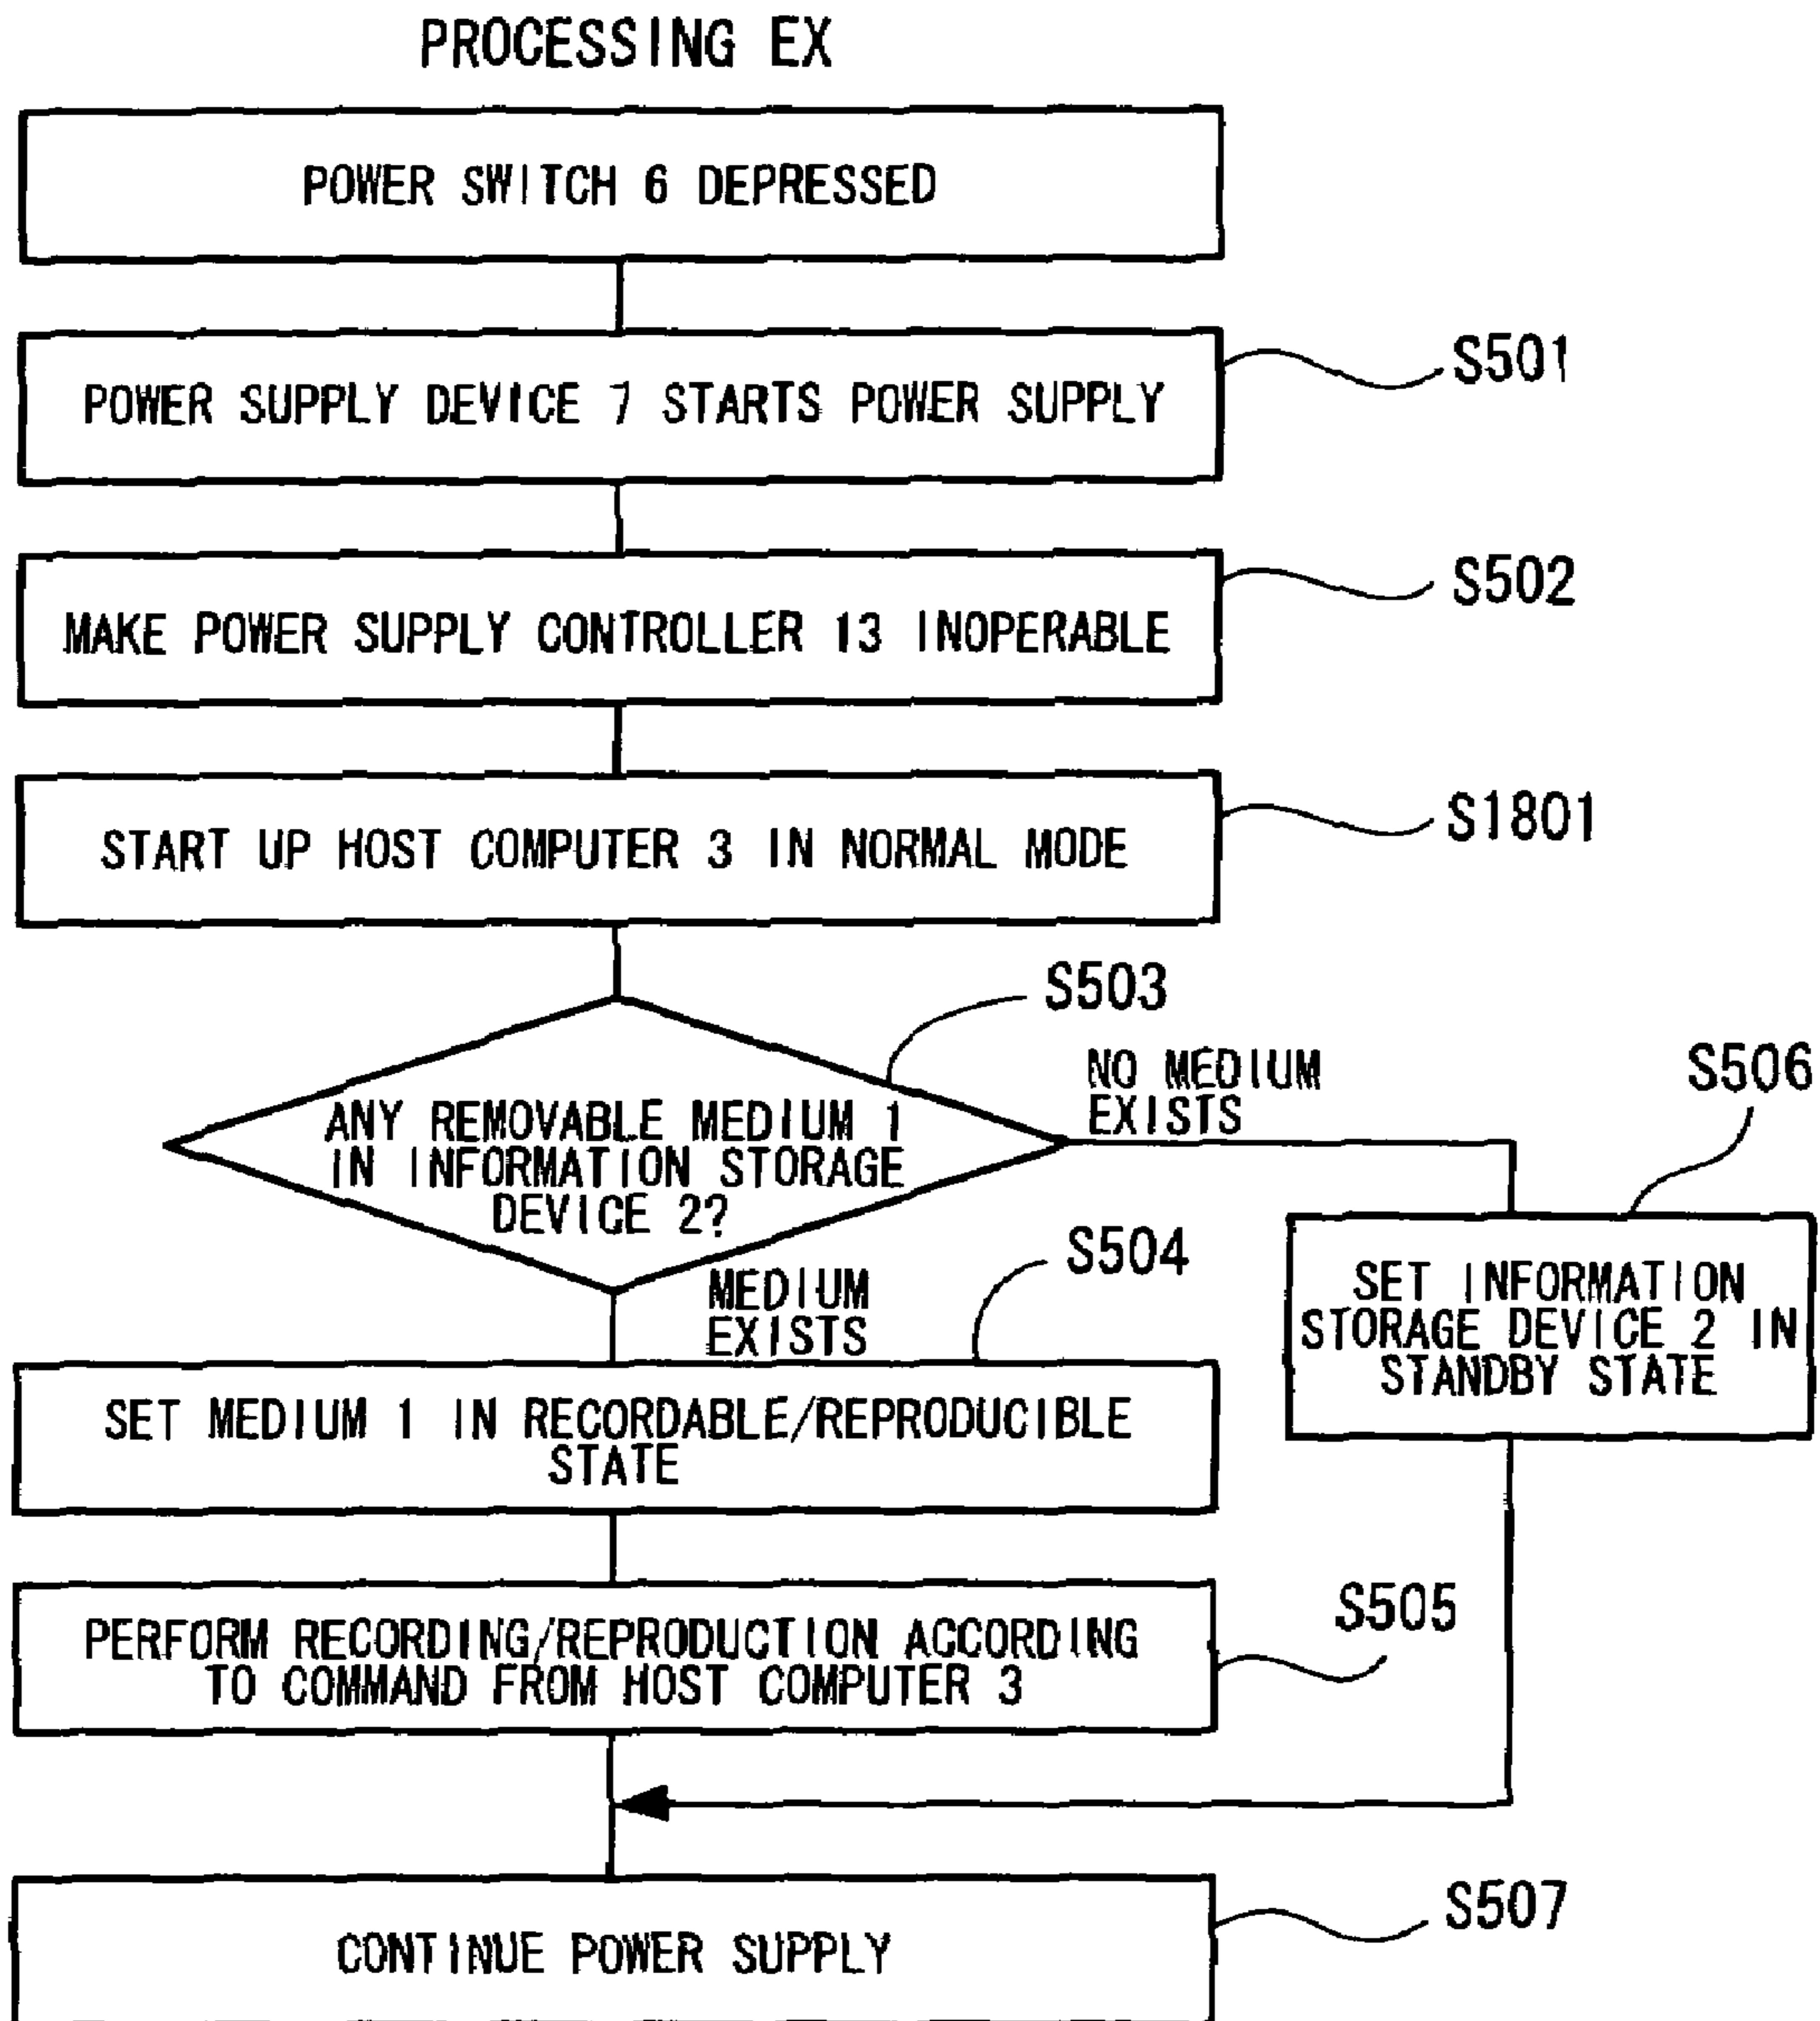 PROCESSING EX
POWER SWITCH 6 DEPRESSED
POWER SUPPLY DEVICE 7 STARTS POWER SUPPLY
S501
MAKE POWER SUPPLY CONTROLLER 13 INOPERABLE
S502
START UP HOST COMPUTER 3 IN NORMAL MODE
S1801
S503
ANY REMOVABLE MEDIUM 1
IN INFORMATION STORAGE
DEVICE 2?
NO MEDIUM
EXISTS
S506
SET INFORMATION
STORAGE DEVICE 2 IN
STANDBY STATE
MEDIUM
EXISTS
S504
SET MEDIUM 1 IN RECORDABLE/REPRODUCIBLE
STATE
PERFORM RECORDING/REPRODUCTION ACCORDING
TO COMMAND FROM HOST COMPUTER 3
S505
CONTINUE POWER SUPPLY
S507